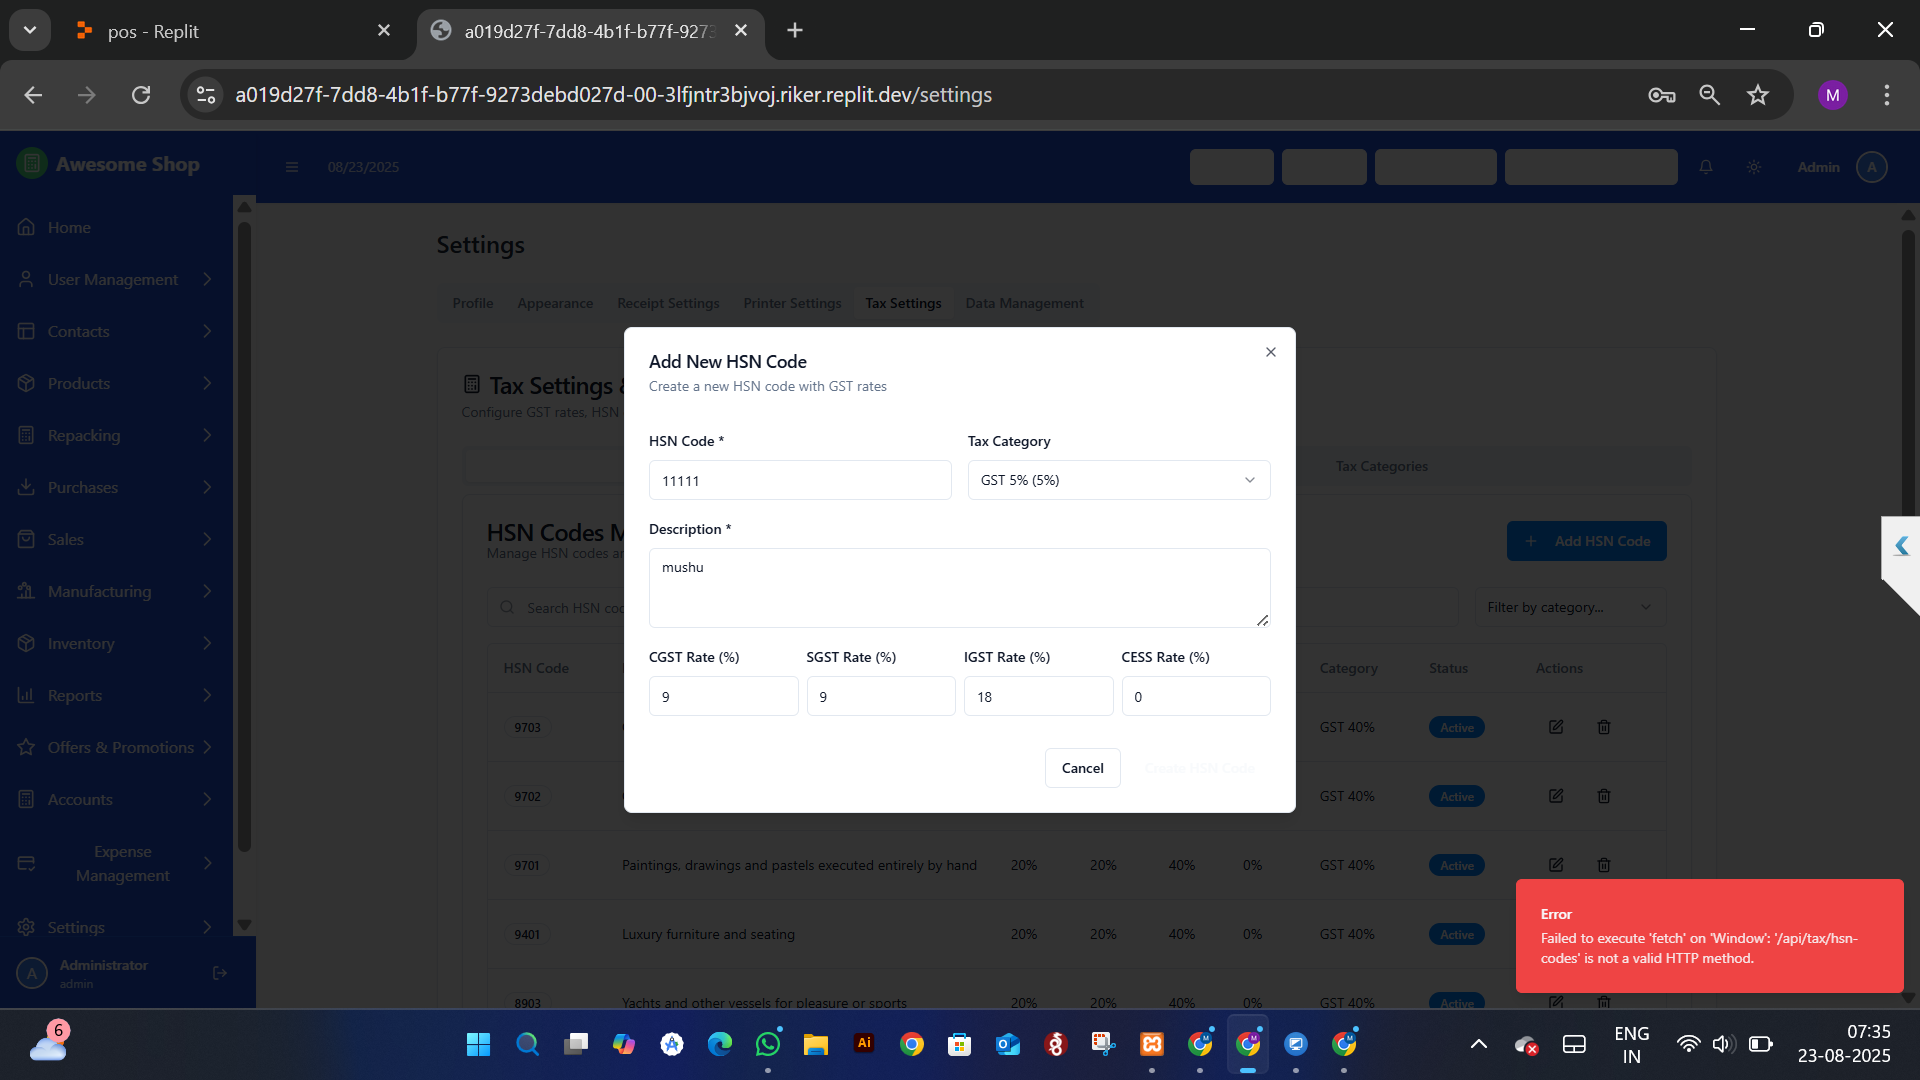 pos - Replit
a019d27f-7dd8-4b1f-b77f-9273
a019d27f-7dd8-4b1f-b77f-9273debd027d-00-3lfjntr3bjvoj.riker.replit.dev/settings
M
Awesome Shop
08/23/2025
Admin
A
Home
User Management
Contacts
Products
Repacking
Purchases
Sales
Manufacturing
Inventory
Reports
Offers & Promotions
Accounts
Expense
Management
Settings
A
Administrator
admin
Settings
Profile
Appearance
Receipt Settings
Printer Settings
Tax Settings
Data Management
Tax Settings &
Configure GST rates, HSN
Tax Categories
HSN Codes M
Manage HSN codes an
+ Add HSN Code
Search HSN cod
Filter by category...
HSN Code
Category
Status
Actions
9703
GST 40%
Active
9702
GST 40%
Active
9701
Paintings, drawings and pastels executed entirely by hand
20%
20%
40%
0%
GST 40%
Active
9401
Luxury furniture and seating
20%
20%
40%
0%
GST 40%
Active
8903
Yachts and other vessels for pleasure or sports
20%
20%
40%
0%
GST 40%
Active
Add New HSN Code
Create a new HSN code with GST rates
HSN Code *
Tax Category
11111
GST 5% (5%)
Description *
mushu
CGST Rate (%)
SGST Rate (%)
IGST Rate (%)
CESS Rate (%)
9
9
18
0
Cancel
Create HSN Code
Error
Failed to execute 'fetch' on 'Window': '/api/tax/hsn-
codes' is not a valid HTTP method.
6
Ai
ENG
IN
07:35
23-08-2025